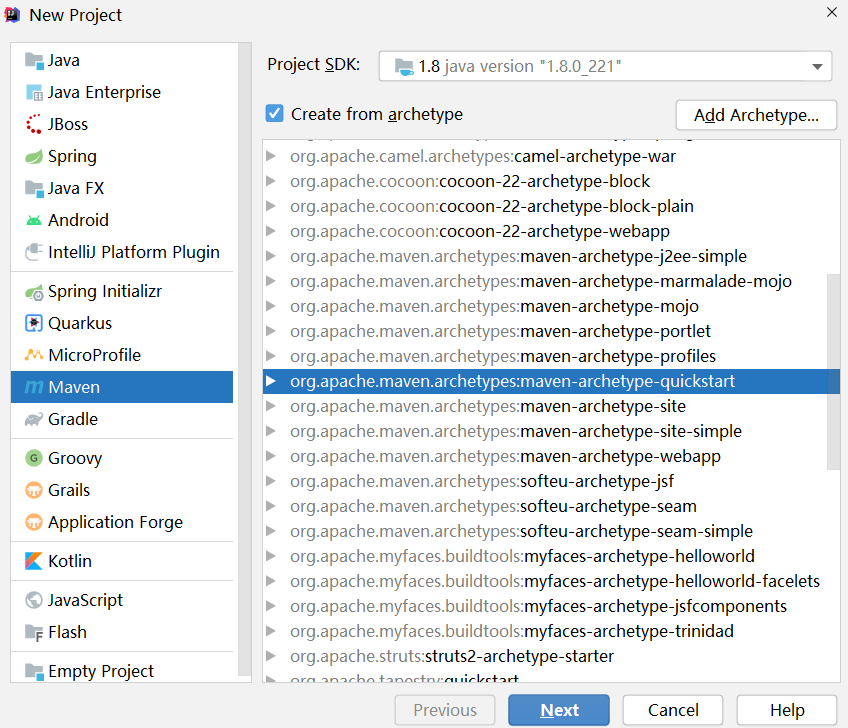 New Project
Java
Java Enterprise
JBoss
Spring
Java FX
Android
IntelliJ Platform Plugin
Spring Initializr
Quarkus
MicroProfile
Maven
Gradle
Groovy
Grails
Application Forge
Kotlin
JavaScript
Flash
Empty Project
Project SDK: 1.8 java version "1.8.0_221"
Create from archetype Add Archetype...
org.apache.camel.archetypes:camel-archetype-war
org.apache.cocoon:cocoon-22-archetype-block
org.apache.cocoon:cocoon-22-archetype-block-plain
org.apache.cocoon:cocoon-22-archetype-webapp
org.apache.maven.archetypes:maven-archetype-j2ee-simple
org.apache.maven.archetypes:maven-archetype-marmalade-mojo
org.apache.maven.archetypes:maven-archetype-mojo
org.apache.maven.archetypes:maven-archetype-portlet
org.apache.maven.archetypes:maven-archetype-profiles
org.apache.maven.archetypes:maven-archetype-quickstart
org.apache.maven.archetypes:maven-archetype-site
org.apache.maven.archetypes:maven-archetype-site-simple
org.apache.maven.archetypes:maven-archetype-webapp
org.apache.maven.archetypes:softeu-archetype-jsf
org.apache.maven.archetypes:softeu-archetype-seam
org.apache.maven.archetypes:softeu-archetype-seam-simple
org.apache.myfaces.buildtools:myfaces-archetype-helloworld
org.apache.myfaces.buildtools:myfaces-archetype-helloworld-facelets
org.apache.myfaces.buildtools:myfaces-archetype-jsfcomponents
org.apache.myfaces.buildtools:myfaces-archetype-trinidad
org.apache.struts:struts2-archetype-starter
org.apache.tapestry:quickstart
Previous Next Cancel Help